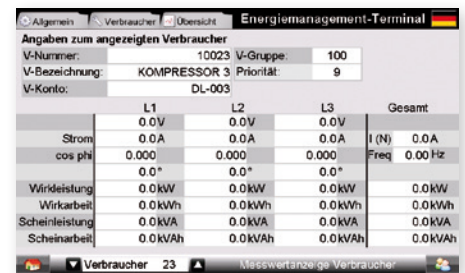 Allgemein Verbraucher Übersicht Energiemanagement-Terminal
Angaben zum angezeigten Verbraucher
V-Nummer: 10023 V-Gruppe: 100
V-Bezeichnung: KOMPRESSOR 3 Priorität: 9
V-Konto: DL-003
L1 L2 L3 Gesamt
0.0V 0.0V 0.0V
Strom 0.0A 0.0A 0.0A I (N) 0.0A
cos phi 0.000 0.000 0.000 Freq 0.00 Hz
0.0° 0.0° 0.0°
Wirkleistung 0.0kW 0.0kW 0.0kW 0.0kW
Wirkarbeit 0.0kWh 0.0kWh 0.0kWh 0.0kWh
Scheinleistung 0.0kVA 0.0kVA 0.0kVA 0.0kVA
Scheinarbeit 0.0kVAh 0.0kVAh 0.0kVAh 0.0kVAh
Verbraucher 23 Messwertanzeige Verbraucher